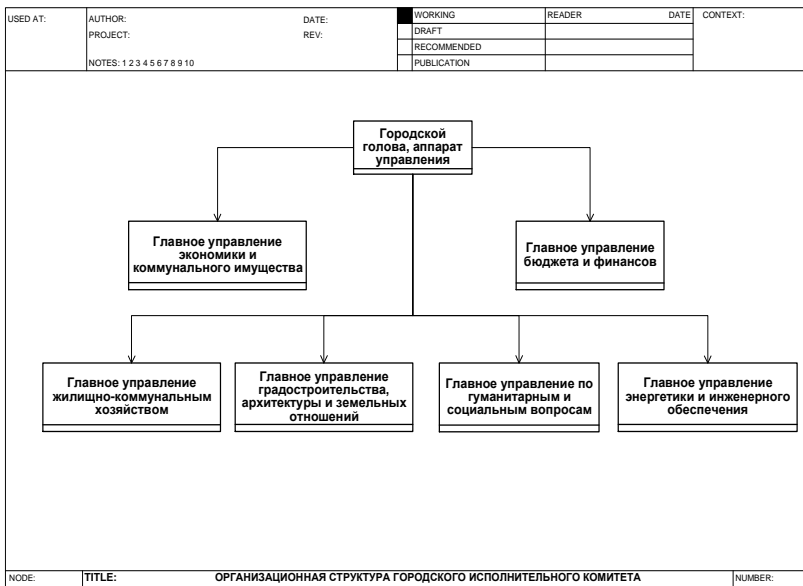 USED AT:
AUTHOR:
DATE:
PROJECT:
REV:
NOTES: 1 2 3 4 5 6 7 8 9 10
WORKING
DRAFT
RECOMMENDED
PUBLICATION
READER
DATE
CONTEXT:
Городской
голова, аппарат
управления
Главное управление
экономики и
коммунального имущества
Главное управление
бюджета и финансов
Главное управление
жилищно-коммунальным
хозяйством
Главное управление
градостроительства,
архитектуры и земельных
отношений
Главное управление по
гуманитарным и
социальным вопросам
Главное управление
энергетики и инженерного
обеспечения
NODE:
TITLE:
ОРГАНИЗАЦИОННАЯ СТРУКТУРА ГОРОДСКОГО ИСПОЛНИТЕЛЬНОГО КОМИТЕТА
NUMBER: